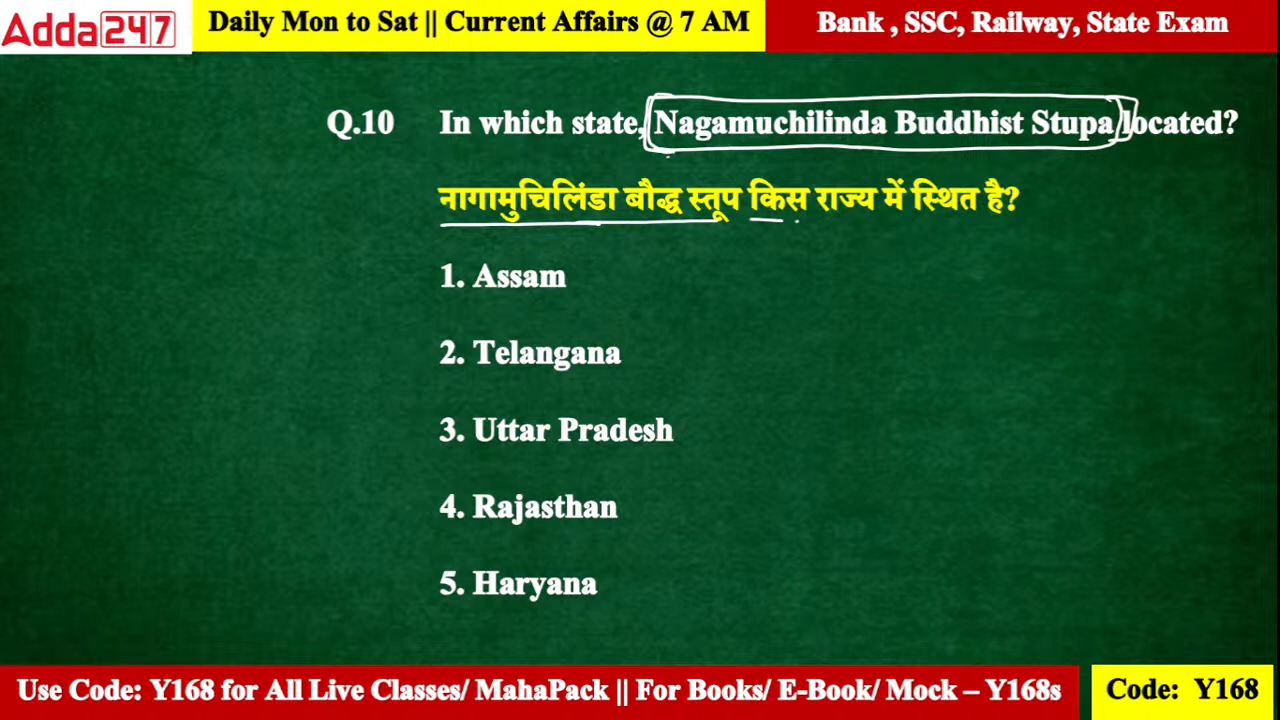 Adda247
Daily Mon to Sat || Current Affairs @ 7 AM
Bank , SSC, Railway, State Exam
Q.10 In which state, Nagamuchilinda Buddhist Stupa located?
नागामुचिलिंडा बौद्ध स्तूप किस राज्य में स्थित है?
1. Assam
2. Telangana
3. Uttar Pradesh
4. Rajasthan
5. Haryana
Use Code: Y168 for All Live Classes/ MahaPack || For Books/ E-Book/ Mock – Y168s
Code: Y168